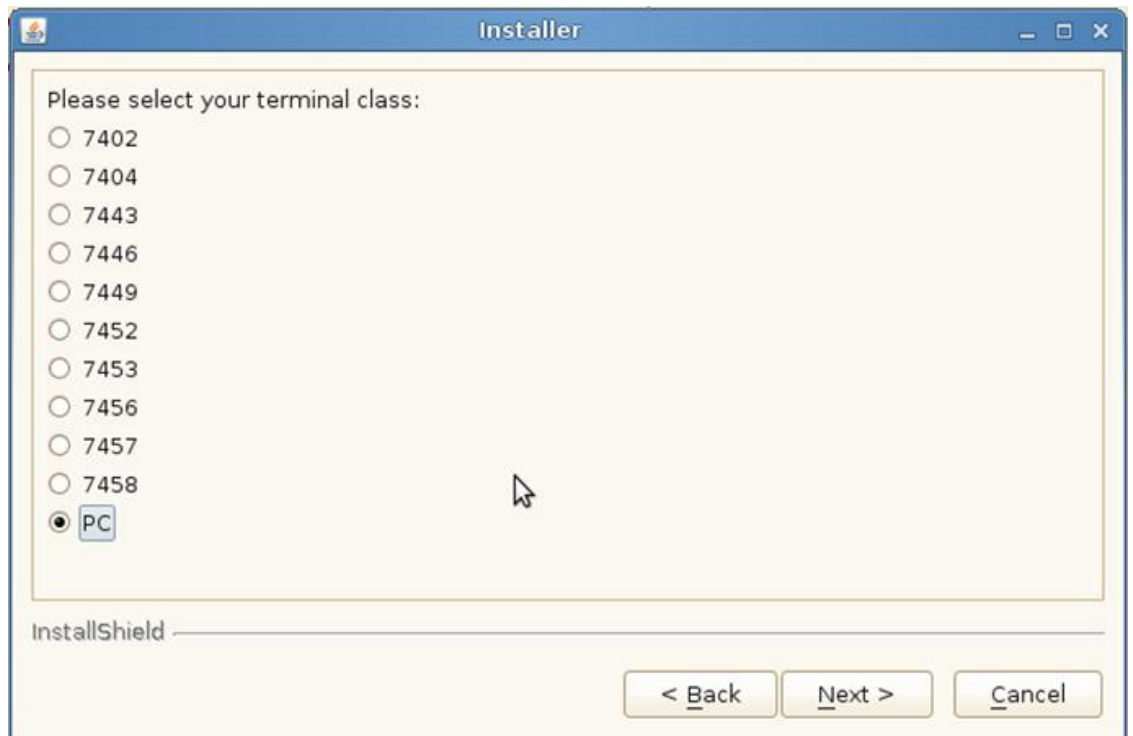 Installer
Please select your terminal class:
7402
7404
7443
7446
7449
7452
7453
7456
7457
7458
PC
InstallShield
< Back Next > Cancel